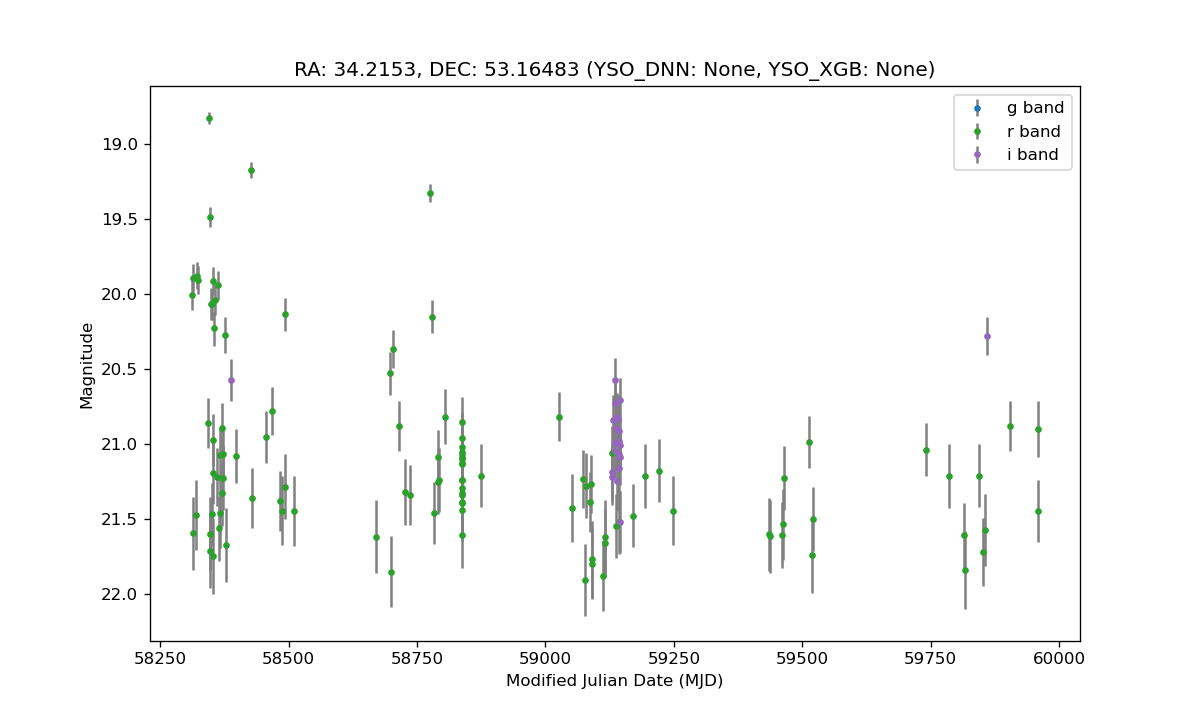 RA: 34.2153, DEC: 53.16483 (YSO_DNN: None, YSO_XGB: None)
g band
r band
i band
19.0
19.5
20.0
20.5
21.0
21.5
22.0
Magnitude
58250 58500 58750 59000 59250 59500 59750 60000
Modified Julian Date (MJD)